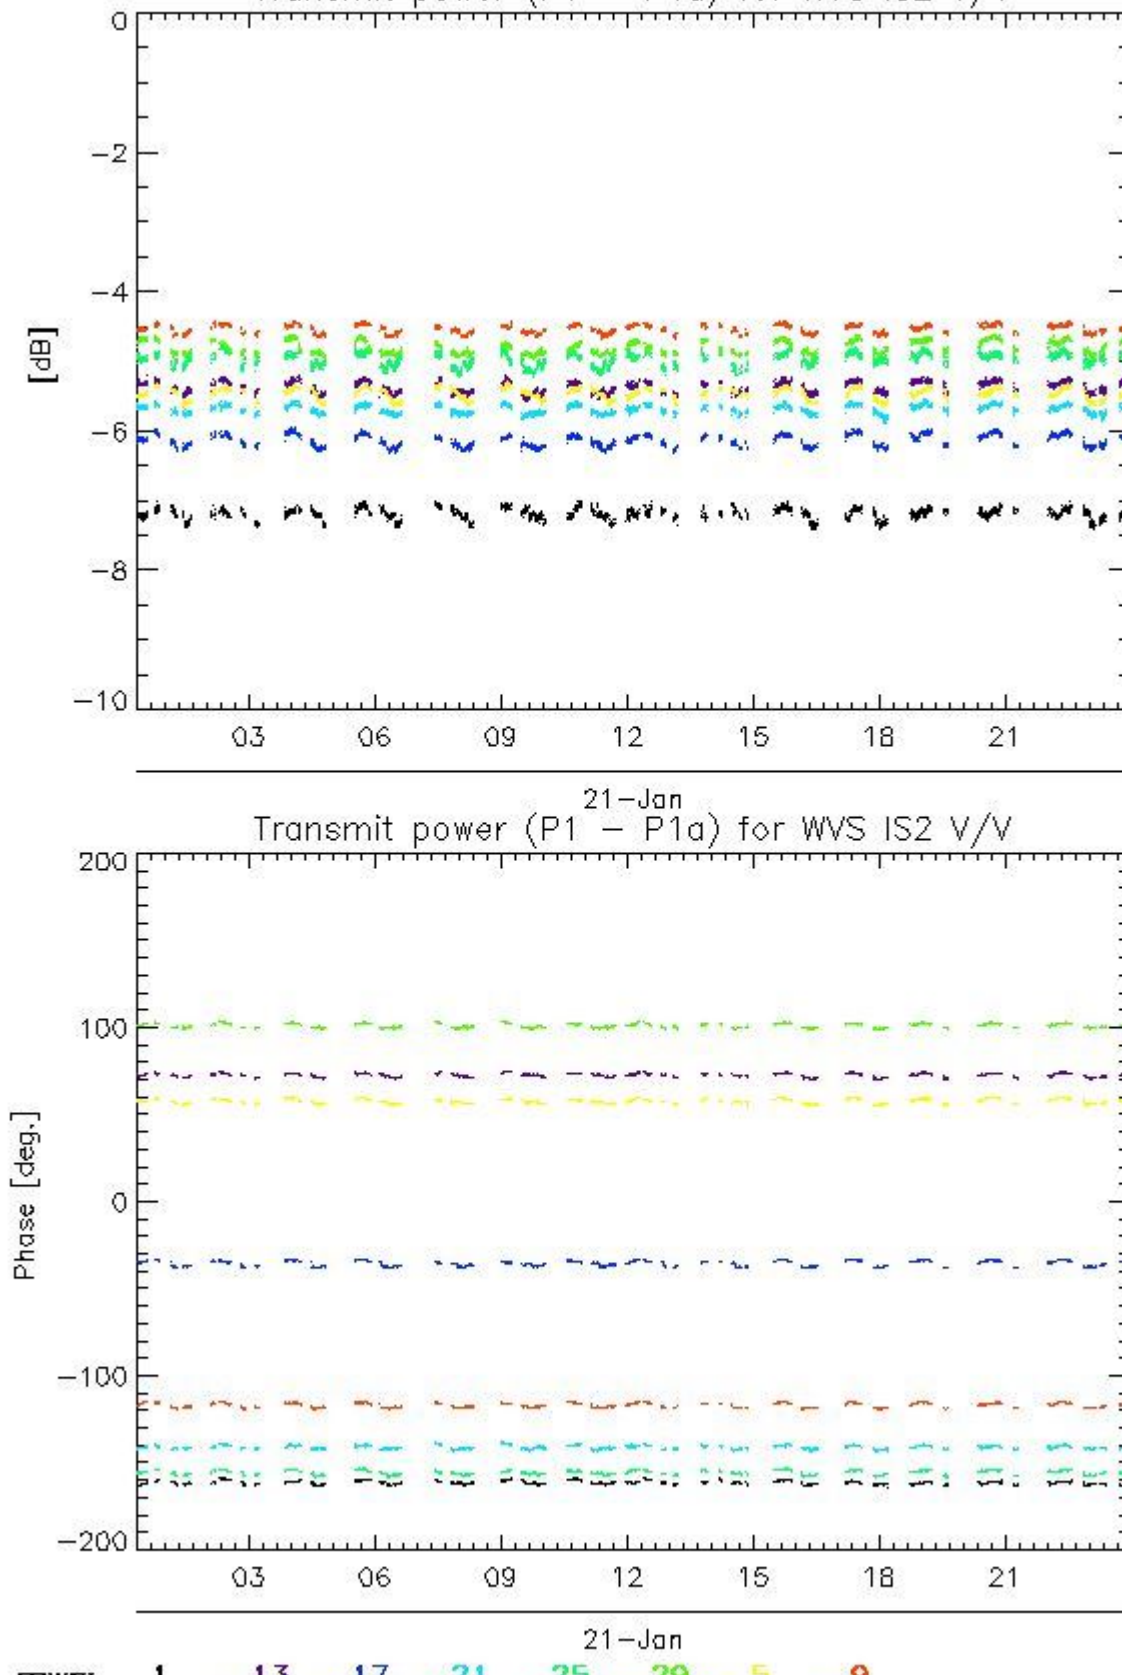 0
−2
−4
[dB]
−6
−8
−10
03 06 09 12 15 18 21
21−Jan
Transmit power (P1 − P1a) for WVS IS2 V/V
200
100
Phase [deg.]
0
−100
−200
03 06 09 12 15 18 21
21−Jan
1 13 17 21 25 29 5 9